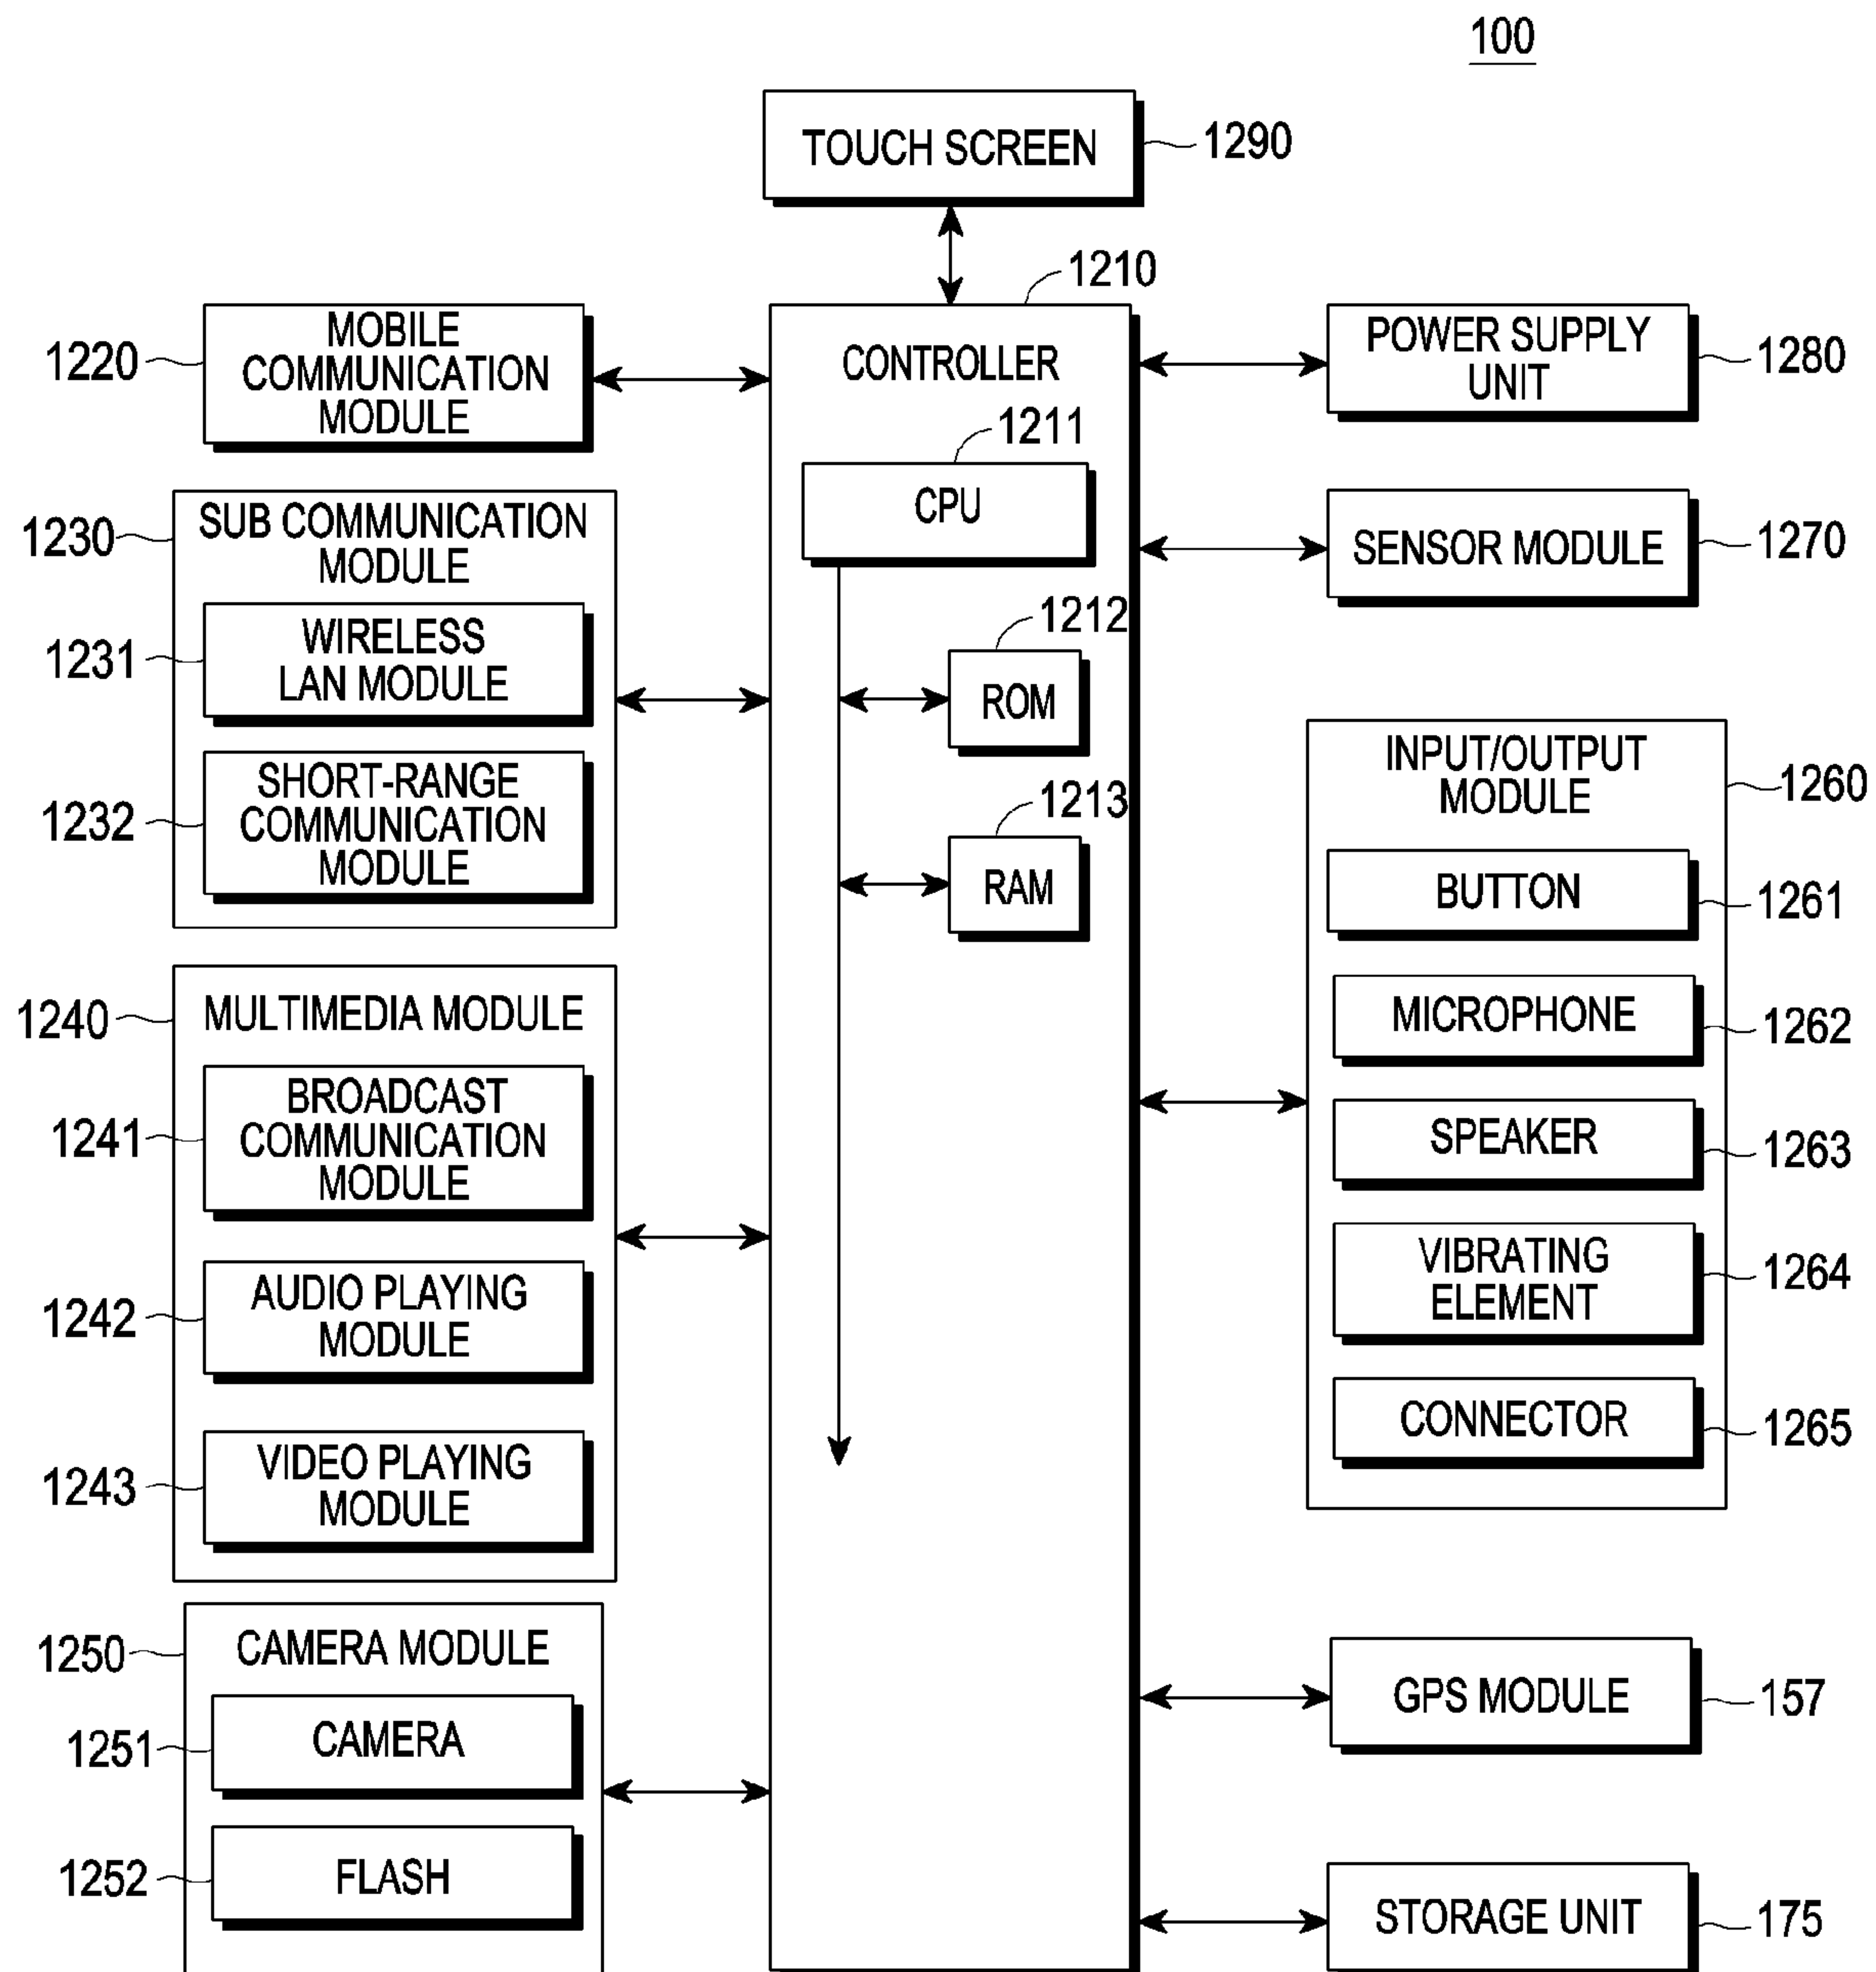 100
TOUCH SCREEN
1290
1210
CONTROLLER
1211
CPU
1212
ROM
1213
RAM
1220
MOBILE
COMMUNICATION
MODULE
1230
SUB COMMUNICATION
MODULE
1231
WIRELESS
LAN MODULE
1232
SHORT-RANGE
COMMUNICATION
MODULE
1240
MULTIMEDIA MODULE
1241
BROADCAST
COMMUNICATION
MODULE
1242
AUDIO PLAYING
MODULE
1243
VIDEO PLAYING
MODULE
1250
CAMERA MODULE
1251
CAMERA
1252
FLASH
POWER SUPPLY
UNIT
1280
SENSOR MODULE
1270
INPUT/OUTPUT
MODULE
1260
BUTTON
1261
MICROPHONE
1262
SPEAKER
1263
VIBRATING
ELEMENT
1264
CONNECTOR
1265
GPS MODULE
157
STORAGE UNIT
175